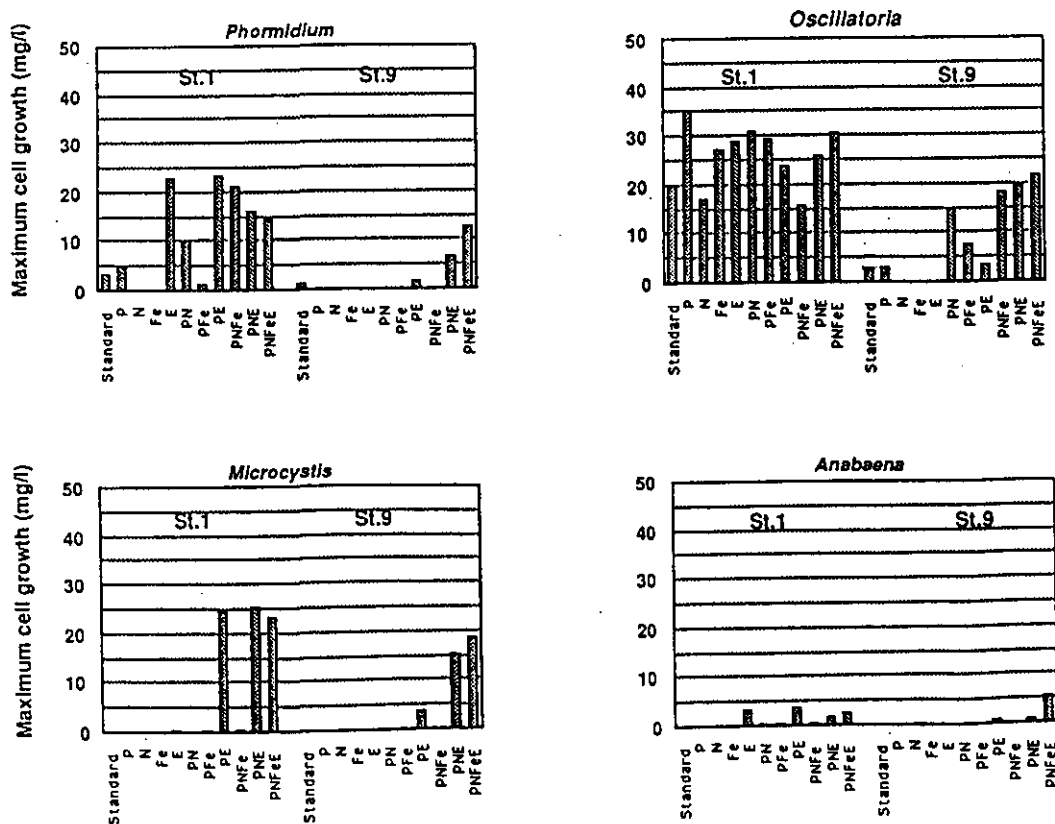 Phormidium
Maximum cell growth (mg/l)
50
40
30
20
10
0
St.1
St.9
Standard
P
N
Fe
E
PN
PFe
PE
PNFe
PNE
PNFeE
Standard
P
N
Fe
E
PN
PFe
PE
PNFe
PNE
PNFeE
Oscillatoria
50
40
30
20
10
0
St.1
St.9
Standard
P
N
Fe
E
PN
PFe
PE
PNFe
PNE
PNFeE
Standard
P
N
Fe
E
PN
PFe
PE
PNFe
PNE
PNFeE
Microcystis
Maximum cell growth (mg/l)
50
40
30
20
10
0
St.1
St.9
Standard
P
N
Fe
E
PN
PFe
PE
PNFe
PNE
PNFeE
Standard
P
N
Fe
E
PN
PFe
PE
PNFe
PNE
PNFeE
Anabaena
50
40
30
20
10
0
St.1
St.9
Standard
P
N
Fe
E
PN
PFe
PE
PNFe
PNE
PNFeE
Standard
P
N
Fe
E
PN
PFe
PE
PNFe
PNE
PNFeE